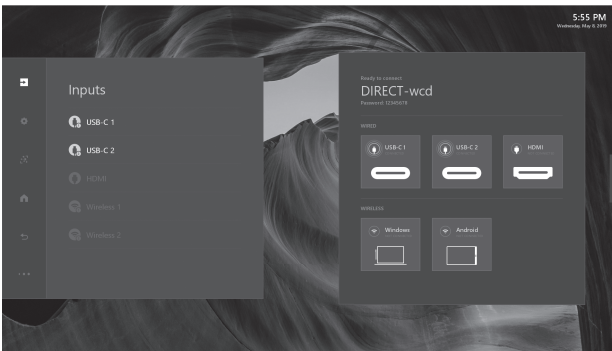 5:55 PM
Wednesday, May 8, 2019
Inputs
USB-C 1
USB-C 2
HDMI
Wireless 1
Wireless 2
Ready to connect
DIRECT-wcd
Password: 12345678
WIRED
USB-C 1
USB-C 2
HDMI
WIRELESS
Windows
Android